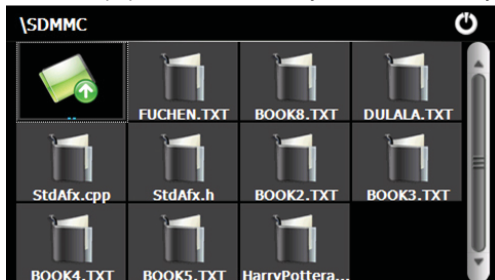 \SDMMC
..
FUCHEN.TXT
BOOK8.TXT
DULALA.TXT
StdAfx.cpp
StdAfx.h
BOOK2.TXT
BOOK3.TXT
BOOK4.TXT
BOOK5.TXT
HarryPottera...